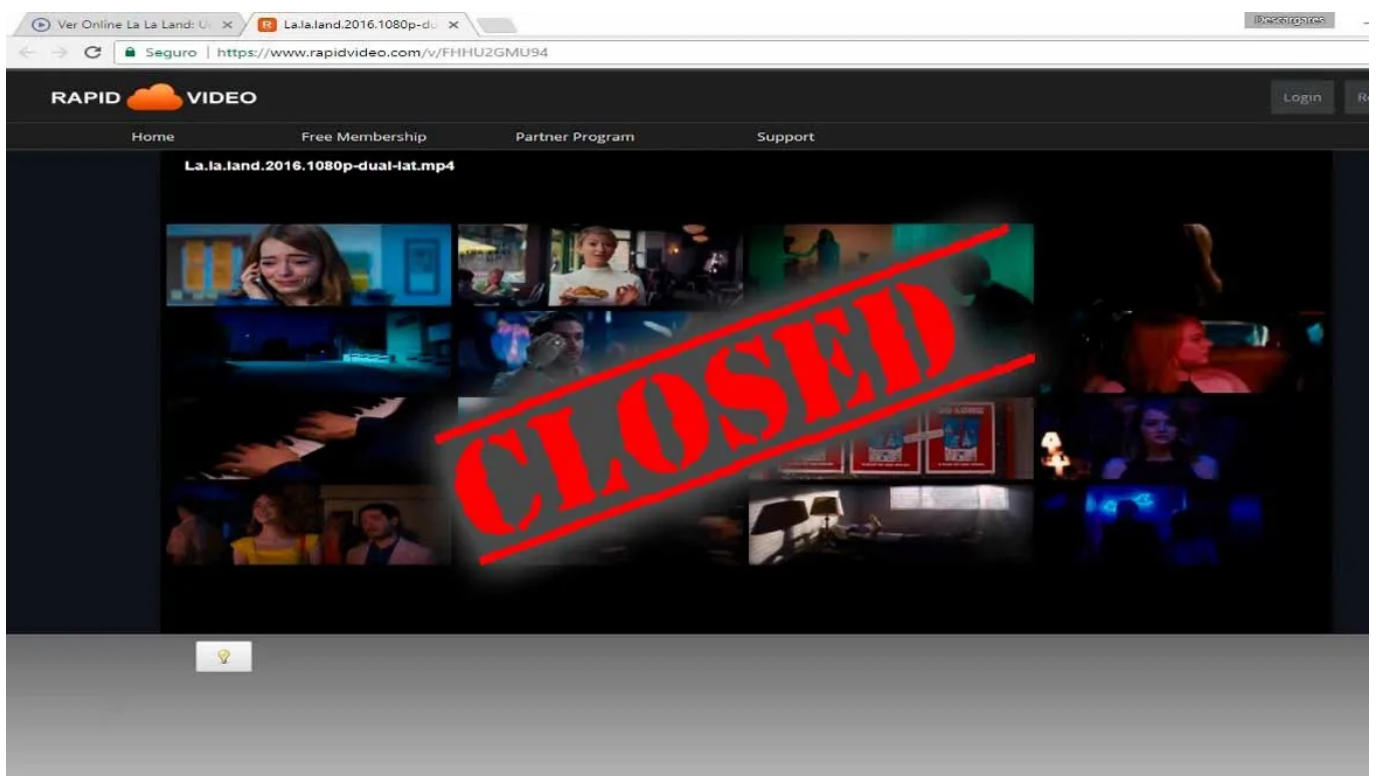 Ver Online La La Land: U
La.la.land.2016.1080p-du
Descargares
Seguro | https://www.rapidvideo.com/v/FHHU2GMU94
RAPID VIDEO
Login
Home Free Membership Partner Program Support
La.la.land.2016.1080p-dual-lat.mp4
CLOSED